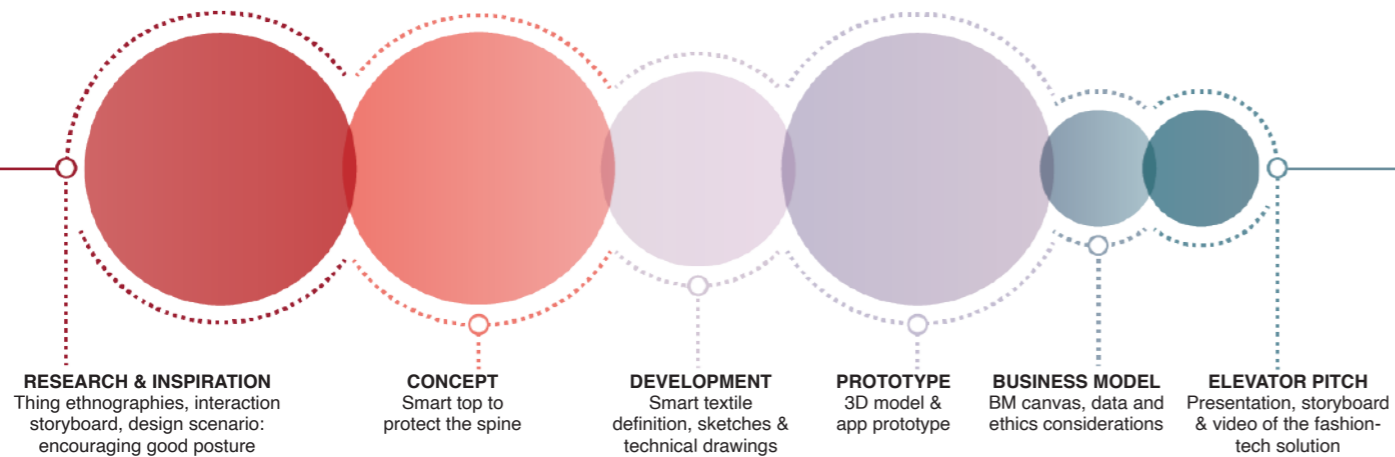 RESEARCH & INSPIRATION
Thing ethnographies, interaction
storyboard, design scenario:
encouraging good posture
CONCEPT
Smart top to
protect the spine
DEVELOPMENT
Smart textile
definition, sketches &
technical drawings
PROTOTYPE
3D model &
app prototype
BUSINESS MODEL
BM canvas, data and
ethics considerations
ELEVATOR PITCH
Presentation, storyboard
& video of the fashion-
tech solution